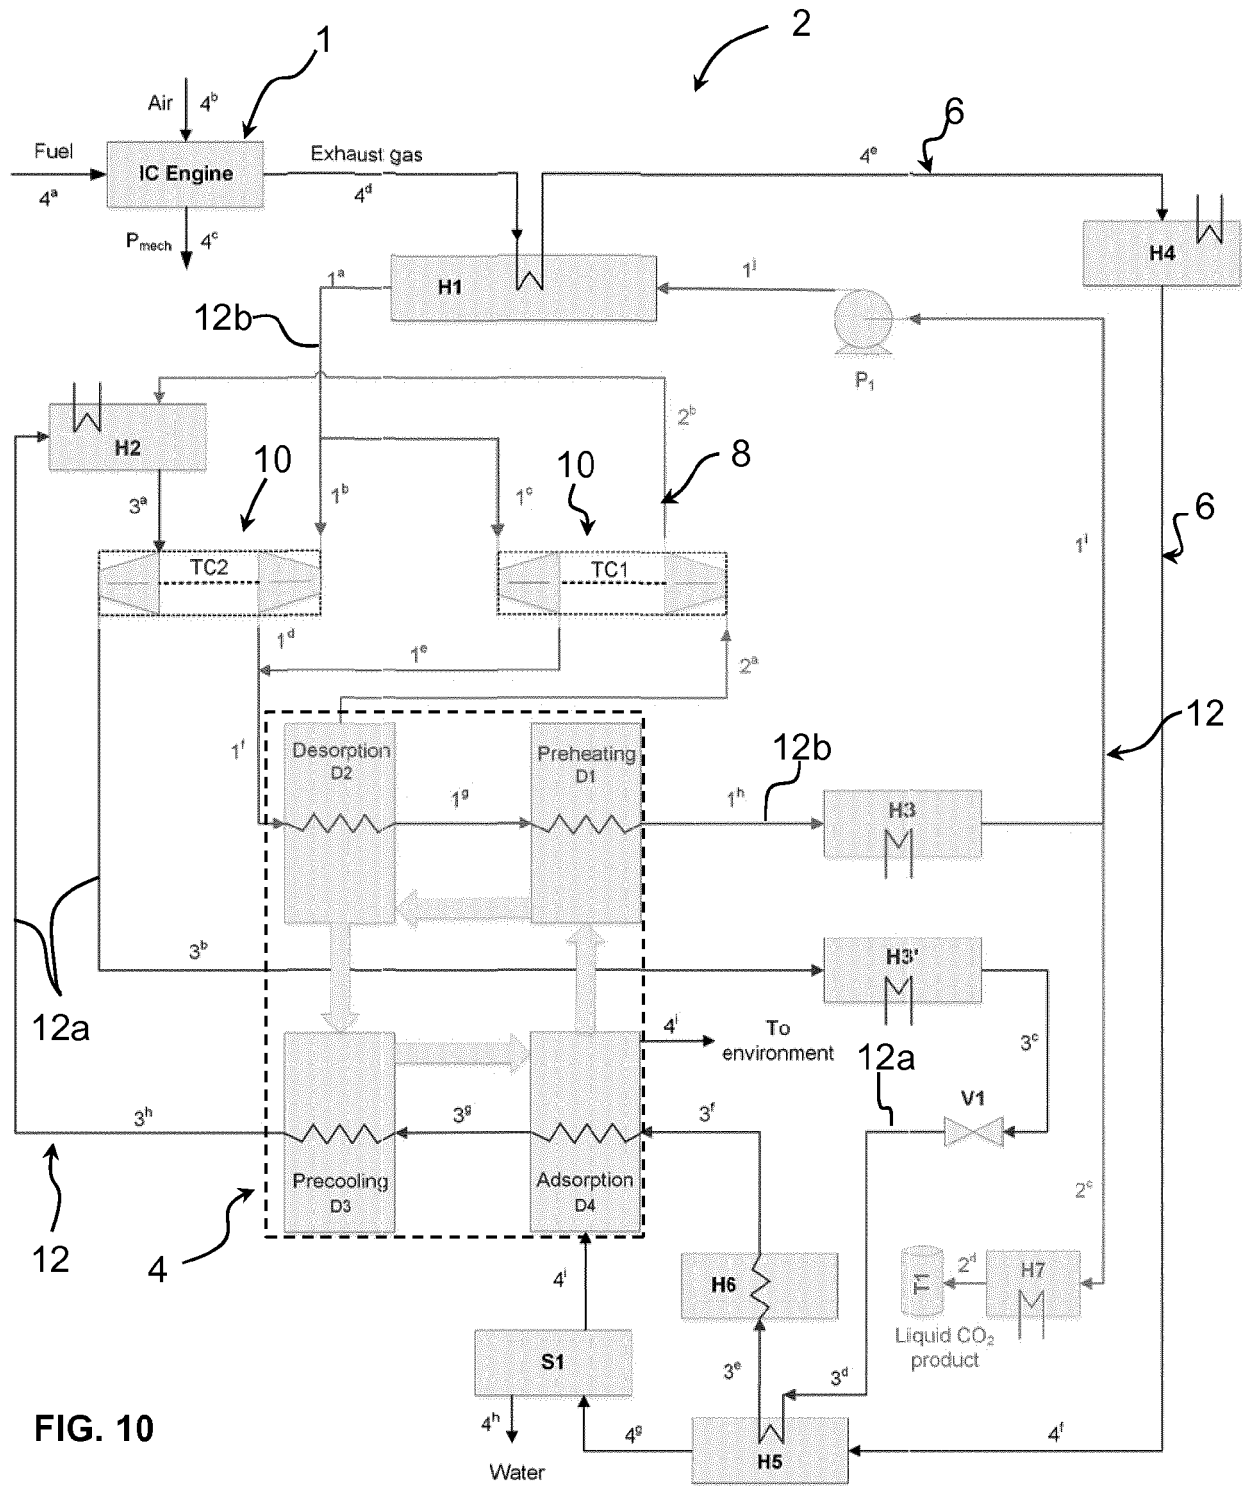 2
1
Air
4ᵇ
6
Fuel
IC Engine
Exhaust gas
4ᵃ
4ᵈ
4ᵉ
Pmech
4ᶜ
H4
1ᵃ
H1
1ʲ
12b
P₁
H2
2ᵇ
10
10
8
3ᵃ
1ᵇ
1ᶜ
6
1ⁱ
TC2
TC1
1ᵈ
1ᵉ
2ᵃ
12
1ᶠ
Desorption
D2
Preheating
D1
12b
1ᵍ
1ʰ
H3
3ᵇ
H3'
12a
4ʲ
To
environment
3ᶜ
12a
V1
3ʰ
3ᵍ
3ᶠ
Precooling
D3
Adsorption
D4
2ᶜ
12
4
4ⁱ
H6
T1
2ᵈ
H7
Liquid CO₂
product
S1
3ᵉ
3ᵈ
FIG. 10
4ʰ
4ᵍ
H5
4ᶠ
Water